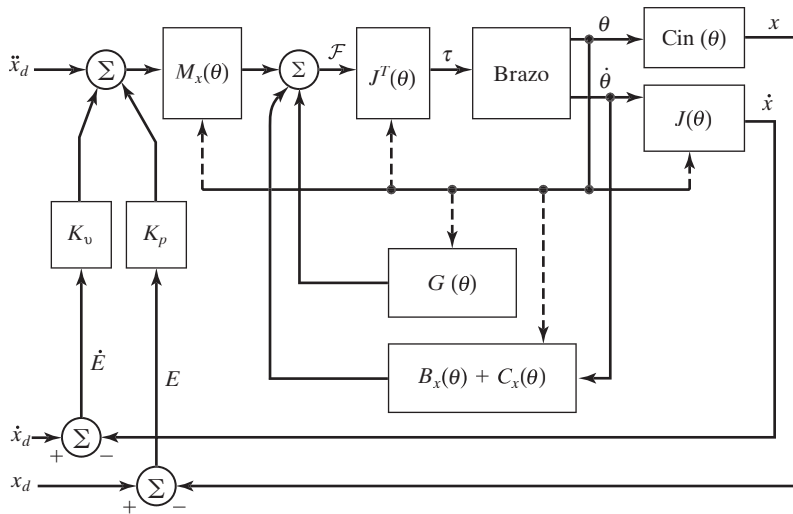 θ x
ẍ_d Σ M_x(θ) Σ ℱ J^T(θ) τ Brazo Cin (θ)
θ̇ J(θ) ẋ
K_υ K_p
G (θ)
Ė E B_x(θ) + C_x(θ)
ẋ_d Σ
+ −
x_d Σ
+ −